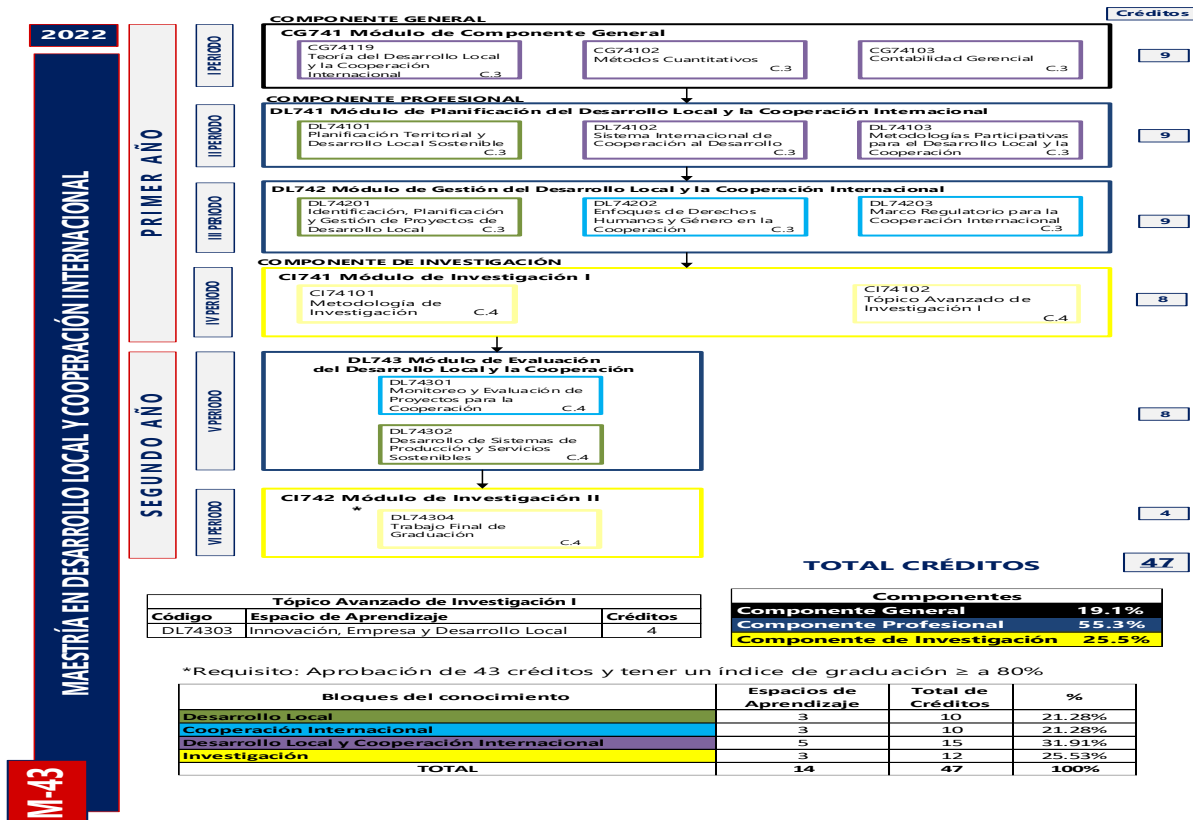 2022
MAESTRÍA EN DESARROLLO LOCAL Y COOPERACIÓN INTERNACIONAL
M-43
Créditos
PRIMER AÑO
COMPONENTE GENERAL
I PERIODO
CG741 Módulo de Componente General
CG74119
Teoría del Desarrollo Local
y la Cooperación
Internacional
C.3
CG74102
Métodos Cuantitativos
C.3
CG74103
Contabilidad Gerencial
C.3
9
COMPONENTE PROFESIONAL
II PERIODO
DL741 Módulo de Planificación del Desarrollo Local y la Cooperación Internacional
DL74101
Planificación Territorial y
Desarrollo Local Sostenible
C.3
DL74102
Sistema Internacional de
Cooperación al Desarrollo
C.3
DL74103
Metodologías Participativas
para el Desarrollo Local y la
Cooperación
C.3
9
III PERIODO
DL742 Módulo de Gestión del Desarrollo Local y la Cooperación Internacional
DL74201
Identificación, Planificación
y Gestión de Proyectos de
Desarrollo Local
C.3
DL74202
Enfoques de Derechos
Humanos y Género en la
Cooperación
C.3
DL74203
Marco Regulatorio para la
Cooperación Internacional
C.3
9
COMPONENTE DE INVESTIGACIÓN
IV PERIODO
CI741 Módulo de Investigación I
CI74101
Metodología de
Investigación
C.4
CI74102
Tópico Avanzado de
Investigación I
C.4
8
SEGUNDO AÑO
V PERIODO
DL743 Módulo de Evaluación
del Desarrollo Local y la Cooperación
DL74301
Monitoreo y Evaluación de
Proyectos para la
Cooperación
C.4
DL74302
Desarrollo de Sistemas de
Producción y Servicios
Sostenibles
C.4
8
VI PERIODO
CI742 Módulo de Investigación II
*
DL74304
Trabajo Final de
Graduación
C.4
4
TOTAL CRÉDITOS 47
Tópico Avanzado de Investigación I
Código Espacio de Aprendizaje Créditos
DL74303 Innovación, Empresa y Desarrollo Local 4
Componentes
Componente General 19.1%
Componente Profesional 55.3%
Componente de Investigación 25.5%
*Requisito: Aprobación de 43 créditos y tener un índice de graduación ≥ a 80%
Bloques del conocimiento Espacios de Aprendizaje Total de Créditos %
Desarrollo Local 3 10 21.28%
Cooperación Internacional 3 10 21.28%
Desarrollo Local y Cooperación Internacional 5 15 31.91%
Investigación 3 12 25.53%
TOTAL 14 47 100%